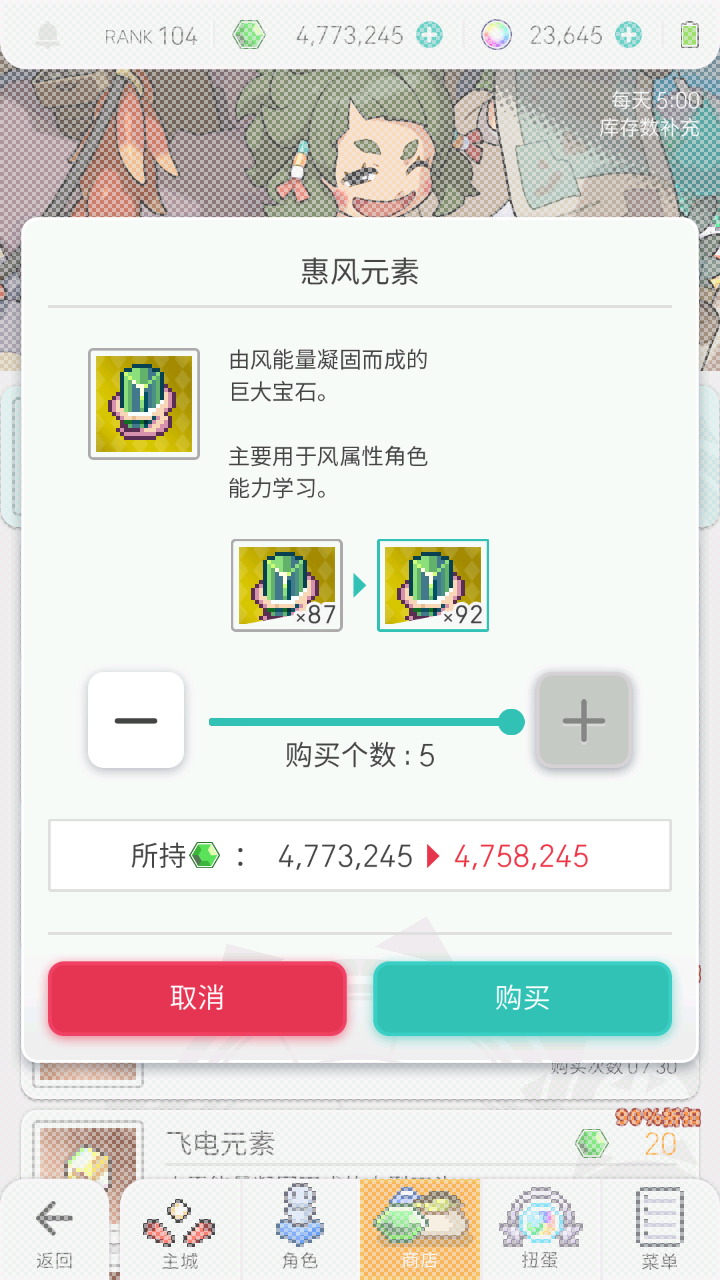 RANK 104
4,773,245
23,645
每天 5:00
库存数补充
惠风元素
由风能量凝固而成的
巨大宝石。
主要用于风属性角色
能力学习。
×87
×92
购买个数 : 5
所持 : 4,773,245 4,758,245
取消
购买
购买次数 0 / 30
90%折扣
飞电元素
20
返回
主城
角色
商店
扭蛋
菜单